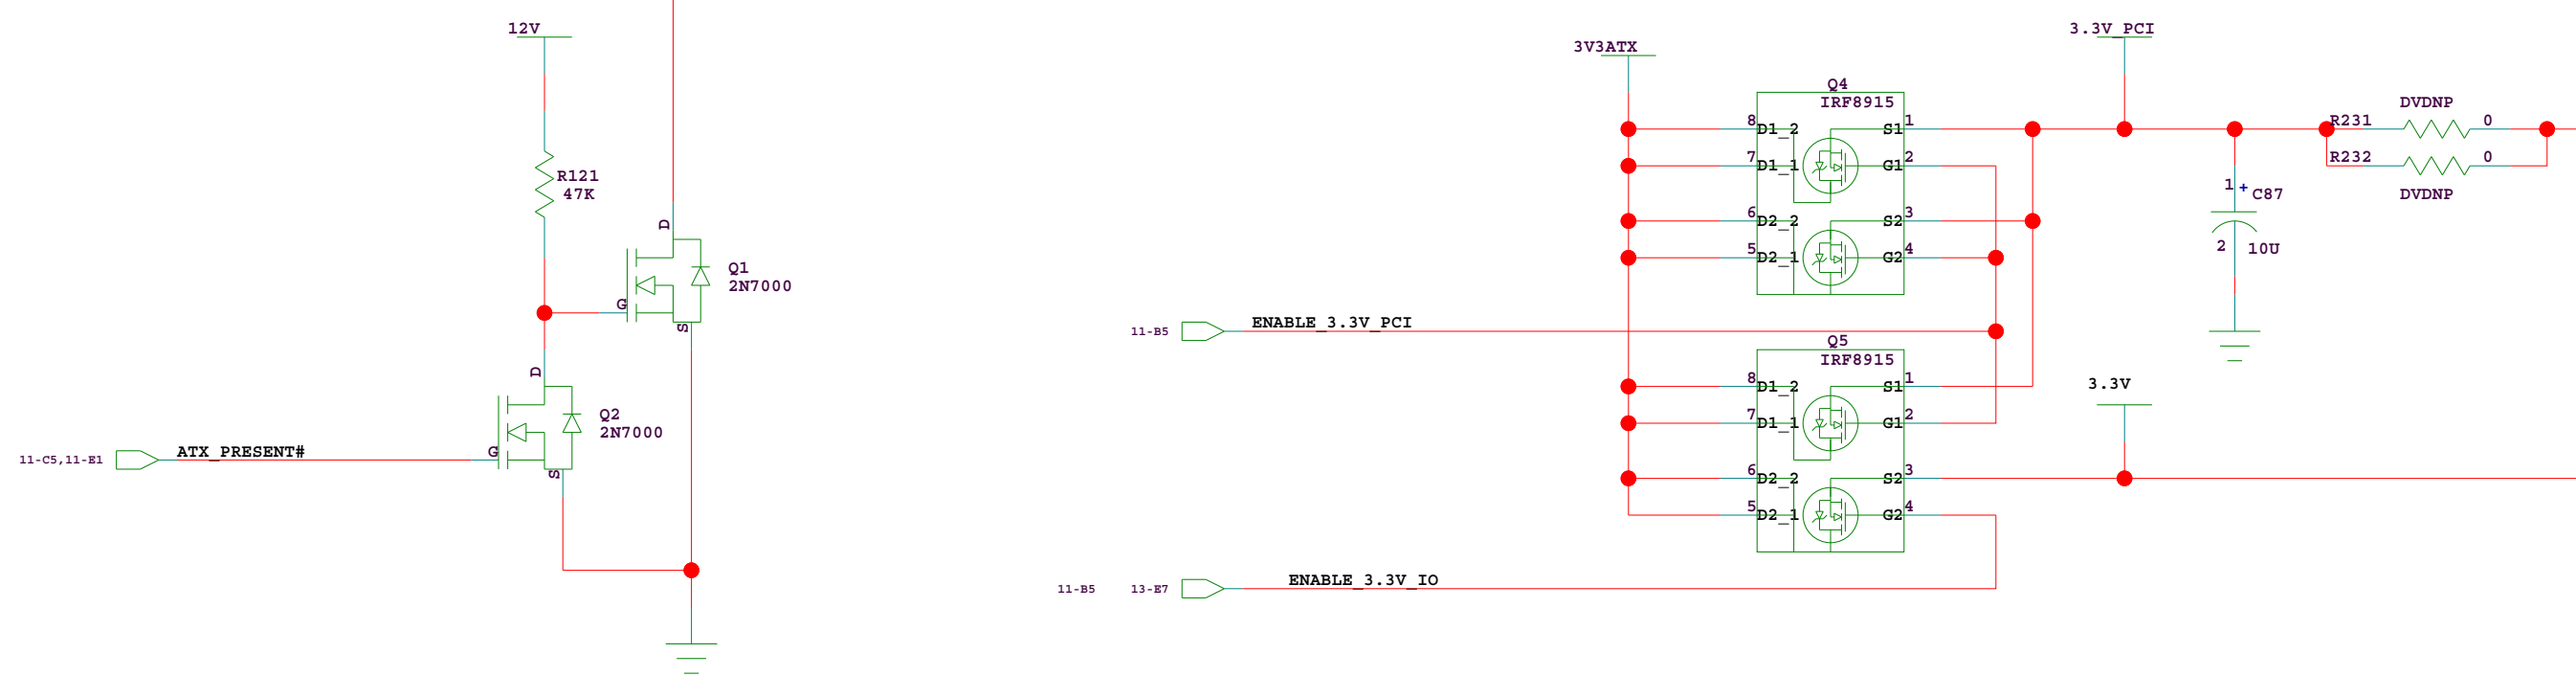 12V
R121
47K
D
G
S
Q1
2N7000
D
G
S
Q2
2N7000
11-C5,11-E1
ATX_PRESENT#
3V3ATX
Q4
IRF8915
8 D1_2 S1 1
7 D1_1 G1 2
6 D2_2 S2 3
5 D2_1 G2 4
11-B5
ENABLE_3.3V_PCI
Q5
IRF8915
8 D1_2 S1 1
7 D1_1 G1 2
6 D2_2 S2 3
5 D2_1 G2 4
11-B5 13-E7
ENABLE_3.3V_IO
3.3V_PCI
DVDNP
R231 0
R232 0
DVDNP
1 + C87
2 10U
3.3V